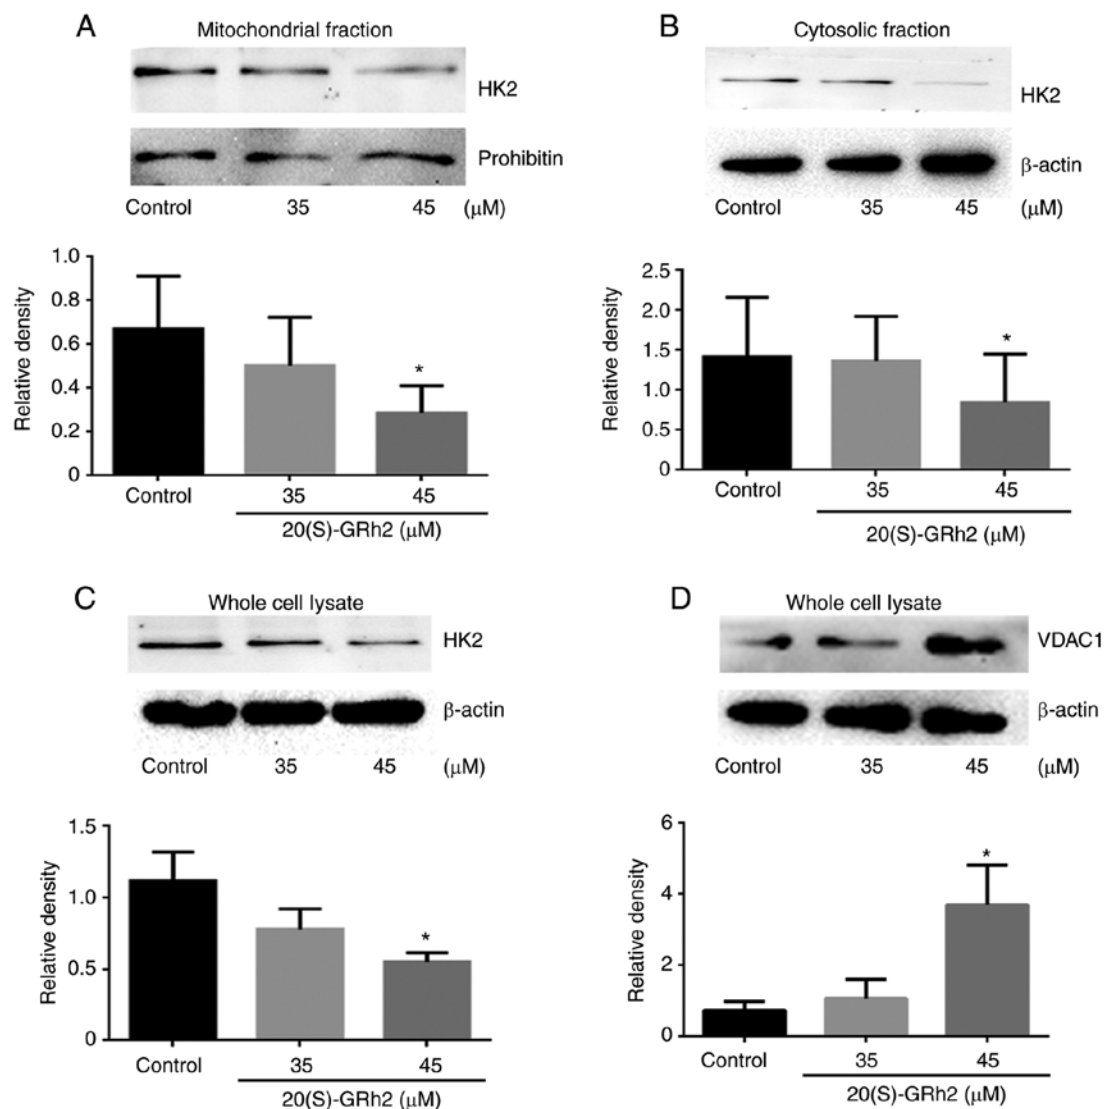 A
Mitochondrial fraction
HK2
Prohibitin
Control 35 45 (μM)
1.0
0.8
0.6
0.4
0.2
0
Relative density
*
Control 35 45
20(S)-GRh2 (μM)
B
Cytosolic fraction
HK2
β-actin
Control 35 45 (μM)
2.5
2.0
1.5
1.0
0.5
0
Relative density
*
Control 35 45
20(S)-GRh2 (μM)
C
Whole cell lysate
HK2
β-actin
Control 35 45 (μM)
1.5
1.0
0.5
0
Relative density
*
Control 35 45
20(S)-GRh2 (μM)
D
Whole cell lysate
VDAC1
β-actin
Control 35 45 (μM)
6
4
2
0
Relative density
*
Control 35 45
20(S)-GRh2 (μM)